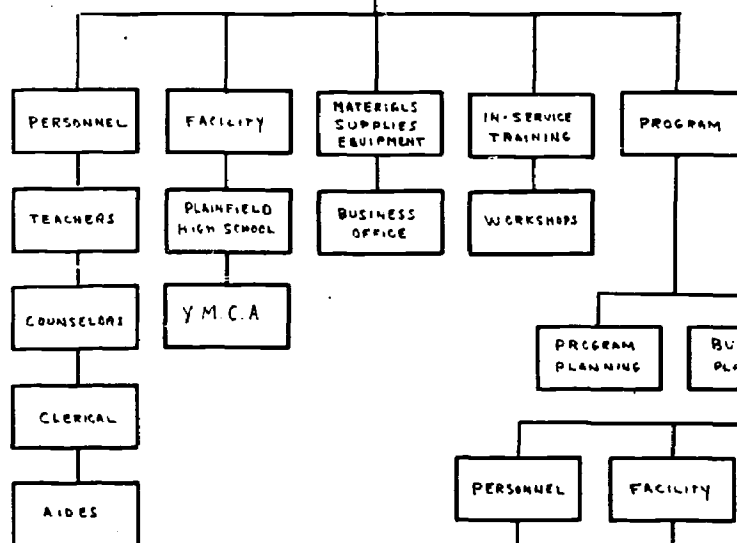 PERSONNEL
FACILITY
MATERIALS
SUPPLIES
EQUIPMENT
IN-SERVICE
TRAINING
PROGRAM
TEACHERS
PLAINFIELD
HIGH SCHOOL
BUSINESS
OFFICE
WORKSHOPS
COUNSELORS
Y M.C.A
PROGRAM
PLANNING
CLERICAL
PERSONNEL
FACILITY
AIDES